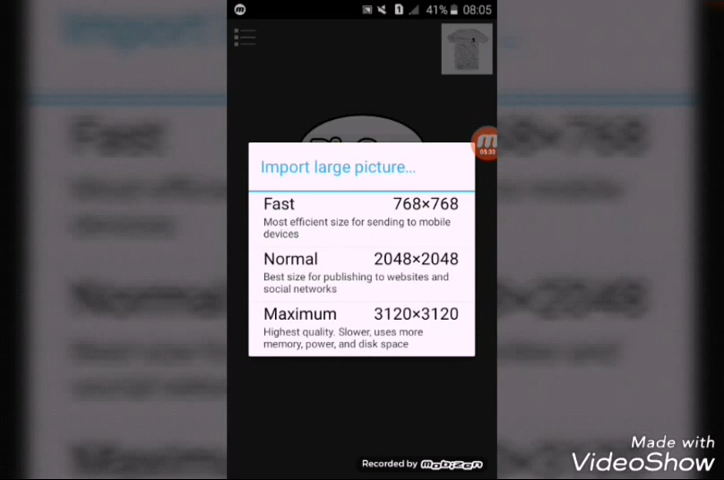 41% 08:05
Import large picture...
05:33
Fast 768×768
Most efficient size for sending to mobile
devices
Normal 2048×2048
Best size for publishing to websites and
social networks
Maximum 3120×3120
Highest quality. Slower, uses more
memory, power, and disk space
Recorded by mobizen
Made with
VideoShow